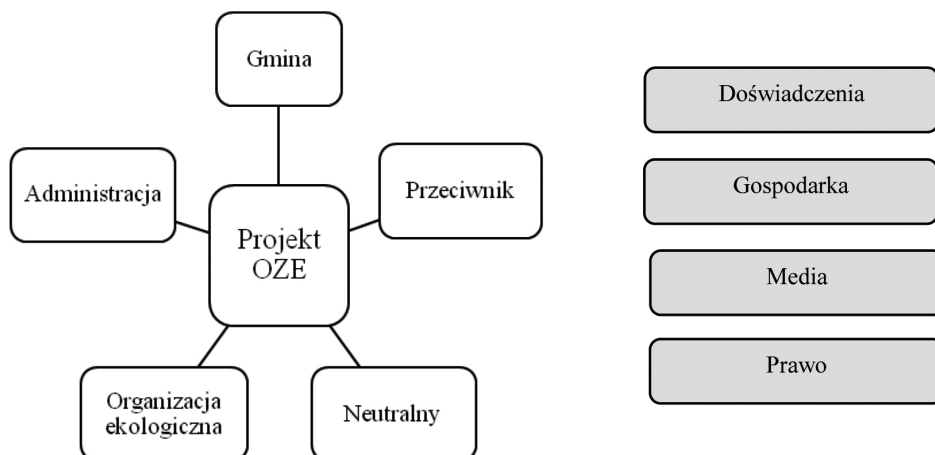 Gmina
Administracja
Przeciwnik
Projekt
OZE
Organizacja
ekologiczna
Neutralny
Doświadczenia
Gospodarka
Media
Prawo